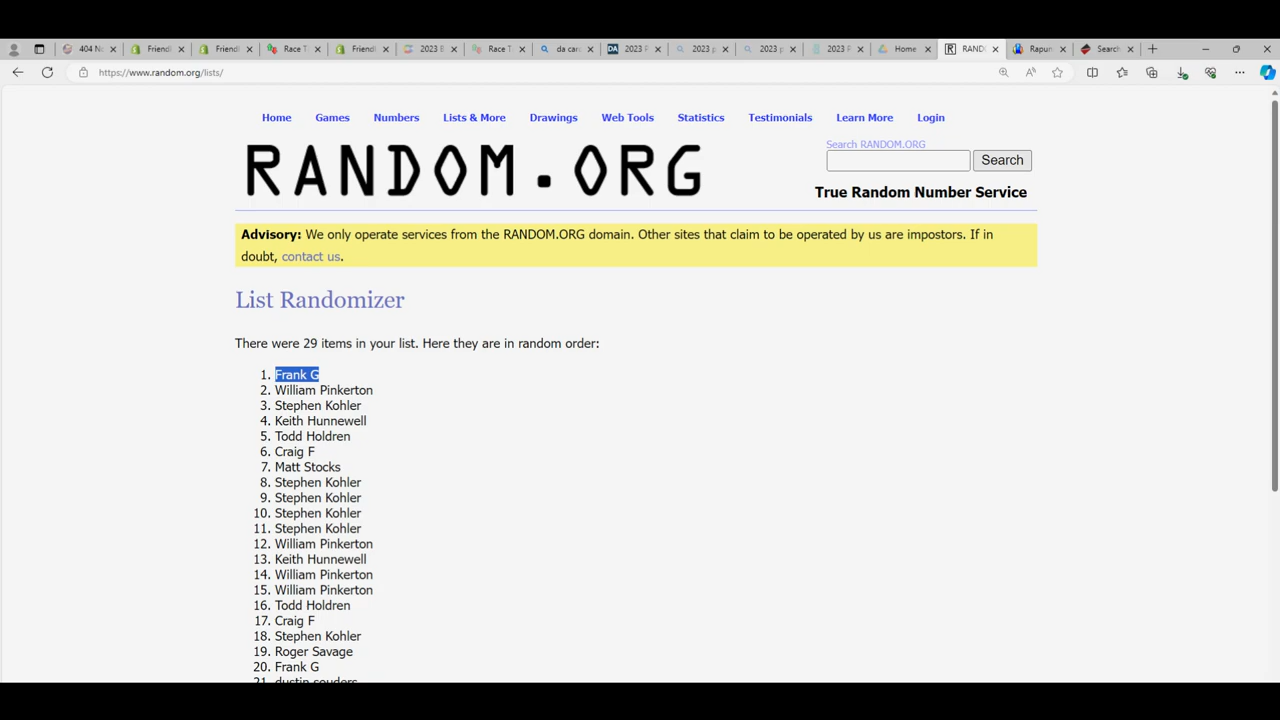 404 No
Friendl
Friendl
Race T
Friendl
2023 B
Race T
da car
2023 P
2023 p
2023 p
2023 P
Home
RAND
Rapun
Search
https://www.random.org/lists/
Home Games Numbers Lists & More Drawings Web Tools Statistics Testimonials Learn More Login
RANDOM.ORG
Search RANDOM.ORG
Search
True Random Number Service
Advisory: We only operate services from the RANDOM.ORG domain. Other sites that claim to be operated by us are impostors. If in
doubt, contact us.
List Randomizer
There were 29 items in your list. Here they are in random order:
1. Frank G
2. William Pinkerton
3. Stephen Kohler
4. Keith Hunnewell
5. Todd Holdren
6. Craig F
7. Matt Stocks
8. Stephen Kohler
9. Stephen Kohler
10. Stephen Kohler
11. Stephen Kohler
12. William Pinkerton
13. Keith Hunnewell
14. William Pinkerton
15. William Pinkerton
16. Todd Holdren
17. Craig F
18. Stephen Kohler
19. Roger Savage
20. Frank G
21. dustin souders